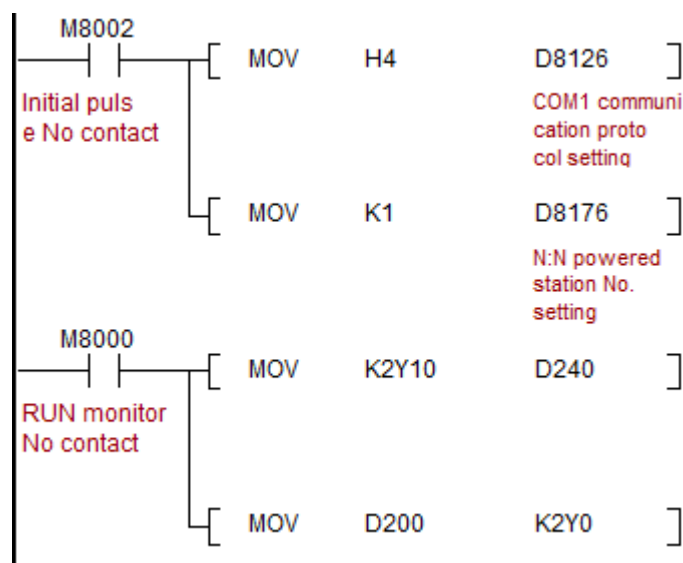 M8002
MOV H4 D8126
Initial puls
e No contact
COM1 communi
cation proto
col setting
MOV K1 D8176
N:N powered
station No.
setting
M8000
MOV K2Y10 D240
RUN monitor
No contact
MOV D200 K2Y0